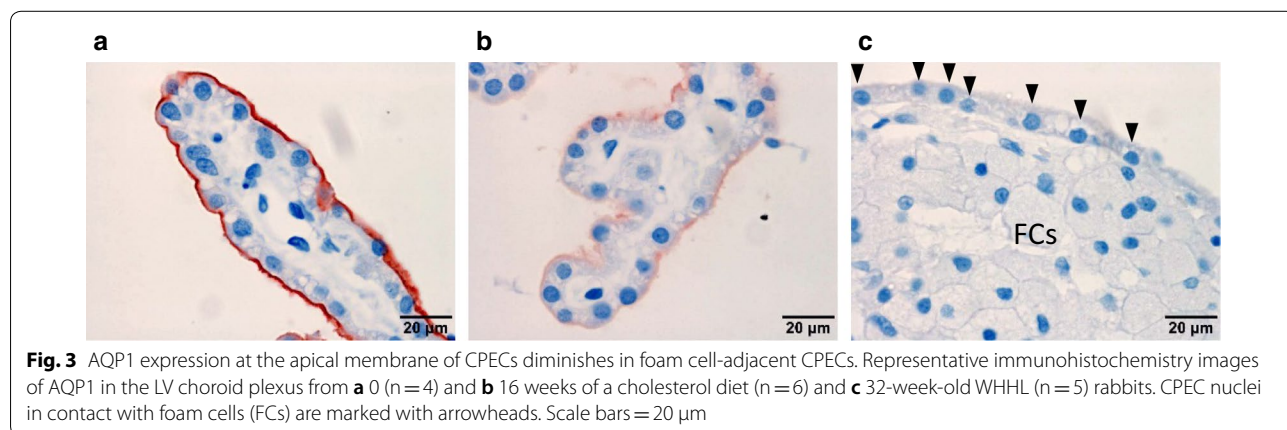 a b c
FCs
20 µm 20 µm 20 µm
Fig. 3 AQP1 expression at the apical membrane of CPECs diminishes in foam cell-adjacent CPECs. Representative immunohistochemistry images
of AQP1 in the LV choroid plexus from a 0 (n = 4) and b 16 weeks of a cholesterol diet (n = 6) and c 32-week-old WHHL (n = 5) rabbits. CPEC nuclei
in contact with foam cells (FCs) are marked with arrowheads. Scale bars = 20 µm